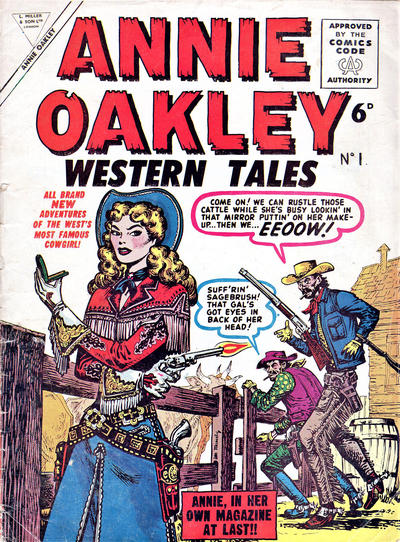 L. MILLER
& SON LTD.
LONDON
ANNIE OAKLEY
ANNIE
OAKLEY
WESTERN TALES
APPROVED
BY THE
COMICS
CODE
CA
AUTHORITY
6D
Nº 1.
ALL BRAND
NEW
ADVENTURES
OF THE WEST'S
MOST FAMOUS
COWGIRL!
COME ON! WE CAN RUSTLE THOSE
CATTLE WHILE SHE'S BUSY LOOKIN' IN
THAT MIRROR PUTTIN' ON HER MAKE-
UP...THEN WE...EEOOW!
SUFF'RIN'
SAGEBRUSH!
THAT GAL'S
GOT EYES IN
BACK OF HER
HEAD!
ANNIE, IN HER
OWN MAGAZINE
AT LAST!!